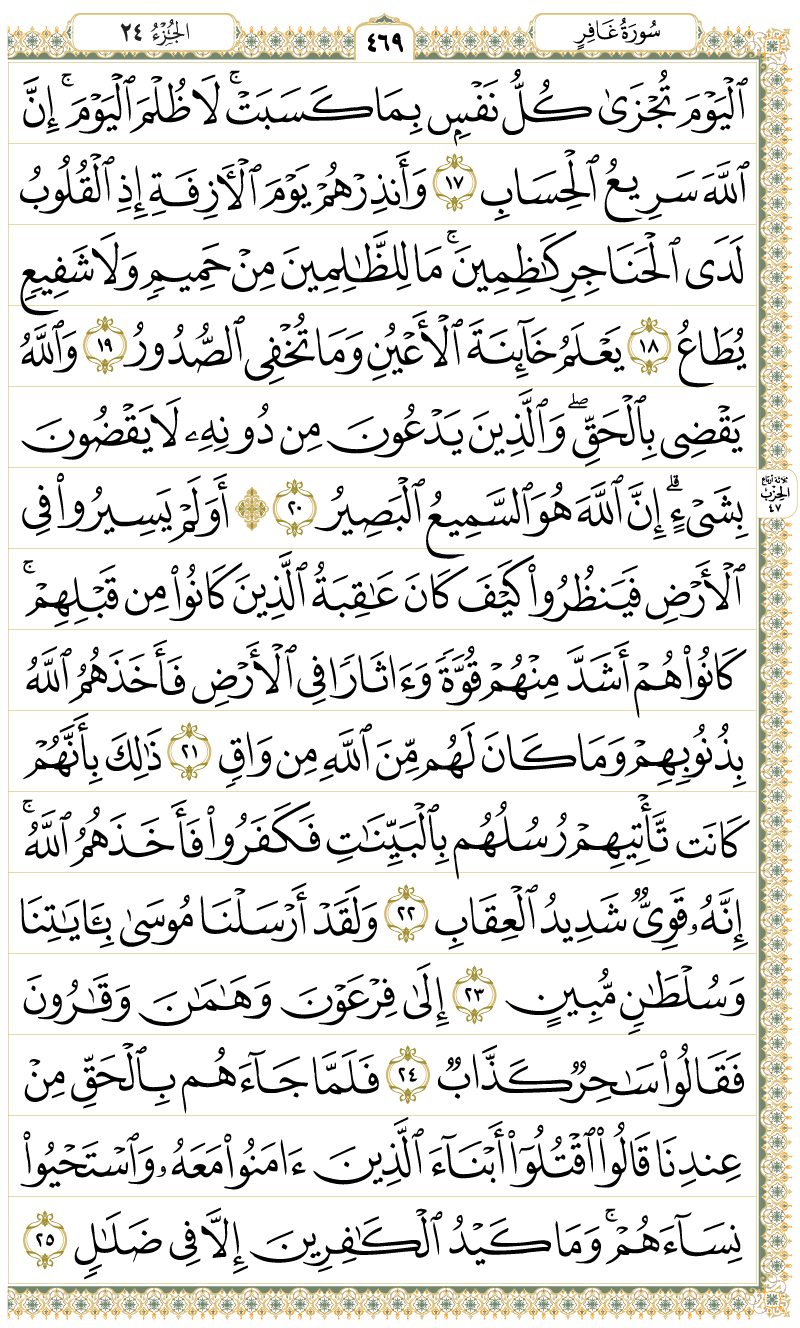 سُورَةُ غَافِرٍ
٤٦٩
الجُزْءُ ٢٤
ٱلۡيَوۡمَ تُجۡزَىٰ كُلُّ نَفۡسِۭ بِمَا كَسَبَتۡۚ لَا ظُلۡمَ ٱلۡيَوۡمَۚ إِنَّ
ٱللَّهَ سَرِيعُ ٱلۡحِسَابِ ١٧ وَأَنذِرۡهُمۡ يَوۡمَ ٱلۡأٓزِفَةِ إِذِ ٱلۡقُلُوبُ
لَدَى ٱلۡحَنَاجِرِ كَٰظِمِينَۚ مَا لِلظَّٰلِمِينَ مِنۡ حَمِيمٖ وَلَا شَفِيعٖ
يُطَاعُ ١٨ يَعۡلَمُ خَآئِنَةَ ٱلۡأَعۡيُنِ وَمَا تُخۡفِي ٱلصُّدُورُ ١٩ وَٱللَّهُ
يَقۡضِي بِٱلۡحَقِّۖ وَٱلَّذِينَ يَدۡعُونَ مِن دُونِهِۦ لَا يَقۡضُونَ
بِشَيۡءٍۗ إِنَّ ٱللَّهَ هُوَ ٱلسَّمِيعُ ٱلۡبَصِيرُ ٢٠ ۞ أَوَلَمۡ يَسِيرُواْ فِي
ثلاثة أرباع
الحِزْب
٤٧
ٱلۡأَرۡضِ فَيَنظُرُواْ كَيۡفَ كَانَ عَٰقِبَةُ ٱلَّذِينَ كَانُواْ مِن قَبۡلِهِمۡۚ
كَانُواْ هُمۡ أَشَدَّ مِنۡهُمۡ قُوَّةٗ وَءَاثَارٗا فِي ٱلۡأَرۡضِ فَأَخَذَهُمُ ٱللَّهُ
بِذُنُوبِهِمۡ وَمَا كَانَ لَهُم مِّنَ ٱللَّهِ مِن وَاقٖ ٢١ ذَٰلِكَ بِأَنَّهُمۡ
كَانَت تَّأۡتِيهِمۡ رُسُلُهُم بِٱلۡبَيِّنَٰتِ فَكَفَرُواْ فَأَخَذَهُمُ ٱللَّهُۚ
إِنَّهُۥ قَوِيّٞ شَدِيدُ ٱلۡعِقَابِ ٢٢ وَلَقَدۡ أَرۡسَلۡنَا مُوسَىٰ بِـَٔايَٰتِنَا
وَسُلۡطَٰنٖ مُّبِينٍ ٢٣ إِلَىٰ فِرۡعَوۡنَ وَهَٰمَٰنَ وَقَٰرُونَ
فَقَالُواْ سَٰحِرٞ كَذَّابٞ ٢٤ فَلَمَّا جَآءَهُم بِٱلۡحَقِّ مِنۡ
عِندِنَا قَالُواْ ٱقۡتُلُوٓاْ أَبۡنَآءَ ٱلَّذِينَ ءَامَنُواْ مَعَهُۥ وَٱسۡتَحۡيُواْ
نِسَآءَهُمۡۚ وَمَا كَيۡدُ ٱلۡكَٰفِرِينَ إِلَّا فِي ضَلَٰلٖ ٢٥